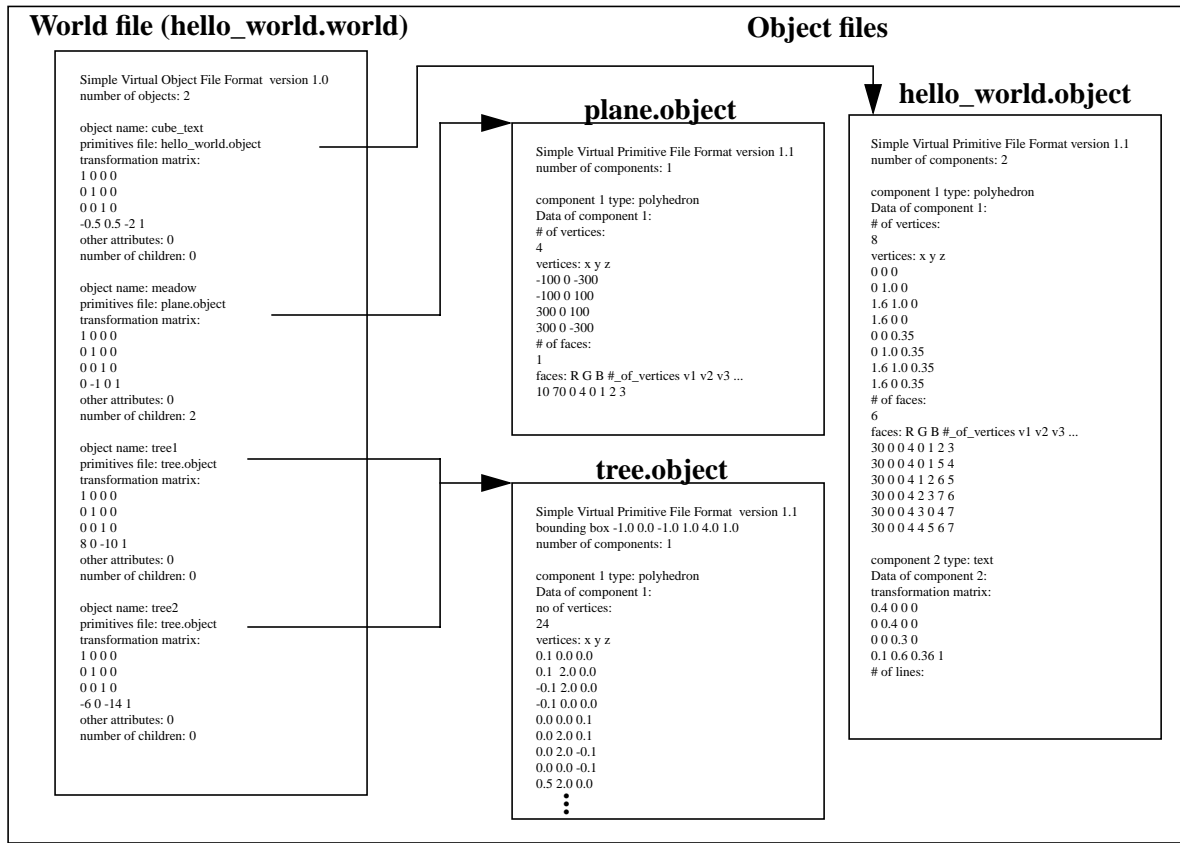 World file (hello_world.world)
Simple Virtual Object File Format version 1.0
number of objects: 2
object name: cube_text
primitives file: hello_world.object
transformation matrix:
1 0 0 0
0 1 0 0
0 0 1 0
-0.5 0.5 -2 1
other attributes: 0
number of children: 0
object name: meadow
primitives file: plane.object
transformation matrix:
1 0 0 0
0 1 0 0
0 0 1 0
0 -1 0 1
other attributes: 0
number of children: 2
object name: tree1
primitives file: tree.object
transformation matrix:
1 0 0 0
0 1 0 0
0 0 1 0
8 0 -10 1
other attributes: 0
number of children: 0
object name: tree2
primitives file: tree.object
transformation matrix:
1 0 0 0
0 1 0 0
0 0 1 0
-6 0 -14 1
other attributes: 0
number of children: 0
Object files
plane.object
Simple Virtual Primitive File Format version 1.1
number of components: 1
component 1 type: polyhedron
Data of component 1:
# of vertices:
4
vertices: x y z
-100 0 -300
-100 0 100
300 0 100
300 0 -300
# of faces:
1
faces: R G B #_of_vertices v1 v2 v3 ...
10 70 0 4 0 1 2 3
tree.object
Simple Virtual Primitive File Format version 1.1
bounding box -1.0 0.0 -1.0 1.0 4.0 1.0
number of components: 1
component 1 type: polyhedron
Data of component 1:
no of vertices:
24
vertices: x y z
0.1 0.0 0.0
0.1 2.0 0.0
-0.1 2.0 0.0
-0.1 0.0 0.0
0.0 0.0 0.1
0.0 2.0 0.1
0.0 2.0 -0.1
0.0 0.0 -0.1
0.5 2.0 0.0
hello_world.object
Simple Virtual Primitive File Format version 1.1
number of components: 2
component 1 type: polyhedron
Data of component 1:
# of vertices:
8
vertices: x y z
0 0 0
0 1.0 0
1.6 1.0 0
1.6 0 0
0 0 0.35
0 1.0 0.35
1.6 1.0 0.35
1.6 0 0.35
# of faces:
6
faces: R G B #_of_vertices v1 v2 v3 ...
30 0 0 4 0 1 2 3
30 0 0 4 0 1 5 4
30 0 0 4 1 2 6 5
30 0 0 4 2 3 7 6
30 0 0 4 3 0 4 7
30 0 0 4 4 5 6 7
component 2 type: text
Data of component 2:
transformation matrix:
0.4 0 0 0
0 0.4 0 0
0 0 0.3 0
0.1 0.6 0.36 1
# of lines: